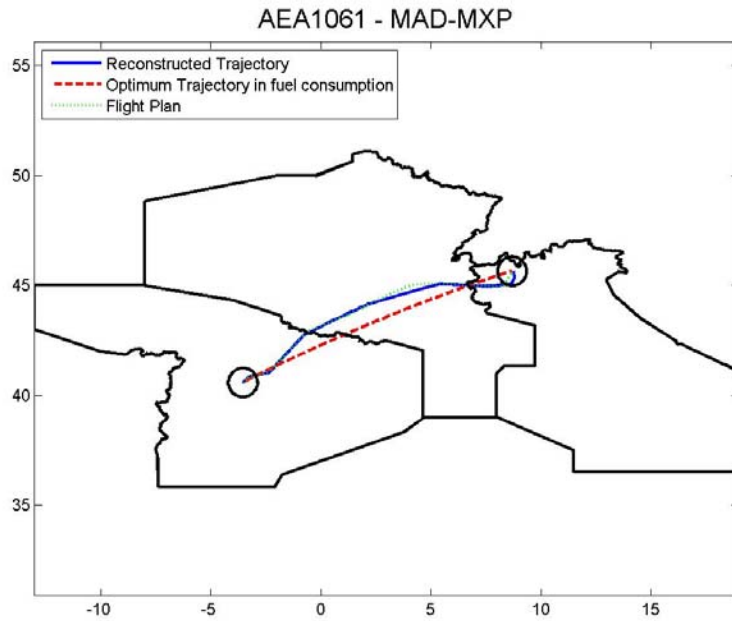 AEA1061 - MAD-MXP
Reconstructed Trajectory
Optimum Trajectory in fuel consumption
Flight Plan
55
50
45
40
35
-10
-5
0
5
10
15